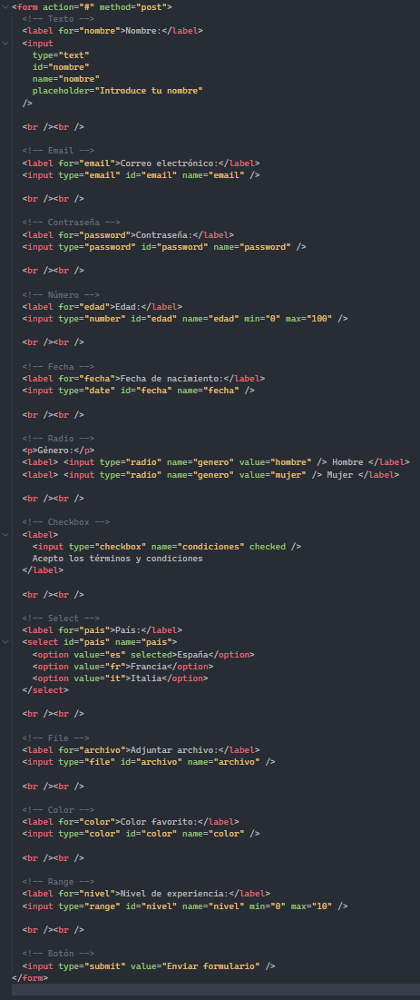 <form action="#" method="post">
<!-- Texto -->
<label for="nombre">Nombre:</label>
<input
type="text"
id="nombre"
name="nombre"
placeholder="Introduce tu nombre"
/>
<br /><br />
<!-- Email -->
<label for="email">Correo electrónico:</label>
<input type="email" id="email" name="email" />
<br /><br />
<!-- Contraseña -->
<label for="password">Contraseña:</label>
<input type="password" id="password" name="password" />
<br /><br />
<!-- Número -->
<label for="edad">Edad:</label>
<input type="number" id="edad" name="edad" min="0" max="100" />
<br /><br />
<!-- Fecha -->
<label for="fecha">Fecha de nacimiento:</label>
<input type="date" id="fecha" name="fecha" />
<br /><br />
<!-- Radio -->
<p>Género:</p>
<label> <input type="radio" name="genero" value="hombre" /> Hombre </label>
<label> <input type="radio" name="genero" value="mujer" /> Mujer </label>
<br /><br />
<!-- Checkbox -->
<label>
<input type="checkbox" name="condiciones" checked />
Acepto los términos y condiciones
</label>
<br /><br />
<!-- Select -->
<label for="pais">País:</label>
<select id="pais" name="pais">
<option value="es" selected>España</option>
<option value="fr">Francia</option>
<option value="it">Italia</option>
</select>
<br /><br />
<!-- File -->
<label for="archivo">Adjuntar archivo:</label>
<input type="file" id="archivo" name="archivo" />
<br /><br />
<!-- Color -->
<label for="color">Color favorito:</label>
<input type="color" id="color" name="color" />
<br /><br />
<!-- Range -->
<label for="nivel">Nivel de experiencia:</label>
<input type="range" id="nivel" name="nivel" min="0" max="10" />
<br /><br />
<!-- Botón -->
<input type="submit" value="Enviar formulario" />
</form>